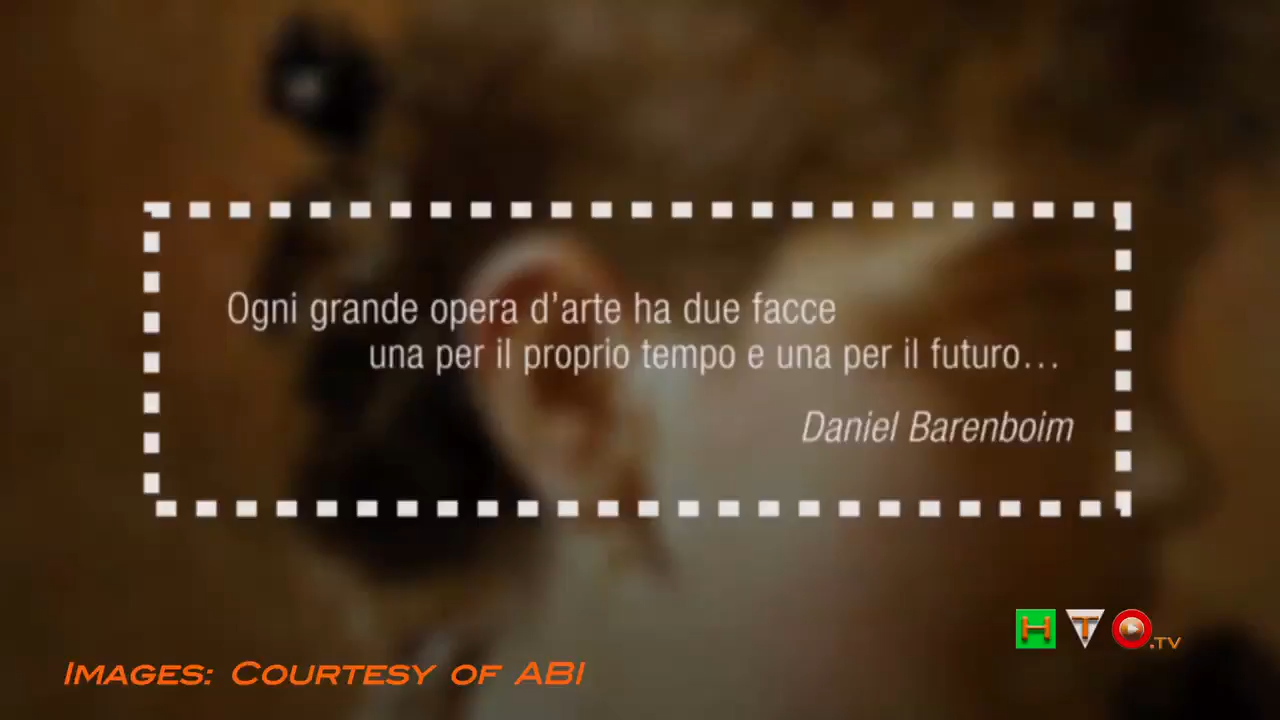 Ogni grande opera d'arte ha due facce
una per il proprio tempo e una per il futuro...
Daniel Barenboim
HTO.TV
IMAGES: COURTESY OF ABI